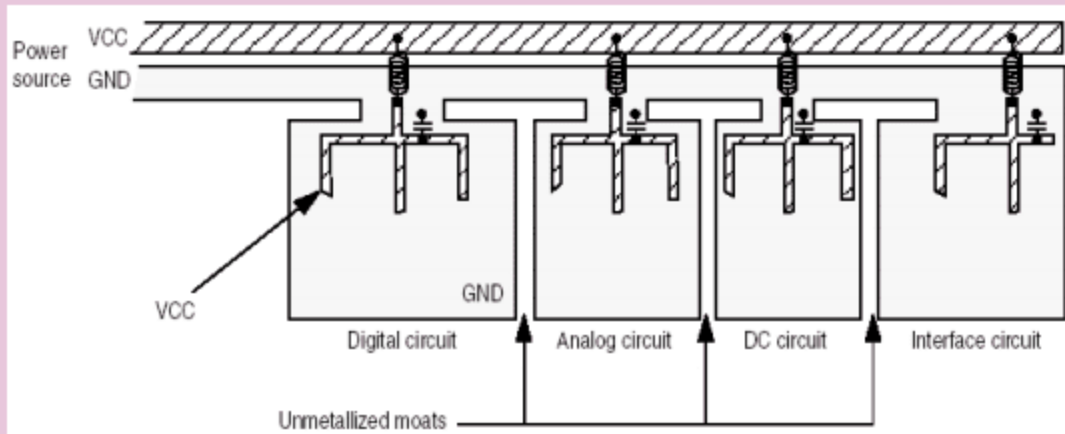 Power
source
VCC
GND
VCC
GND
Digital circuit
Analog circuit
DC circuit
Interface circuit
Unmetallized moats